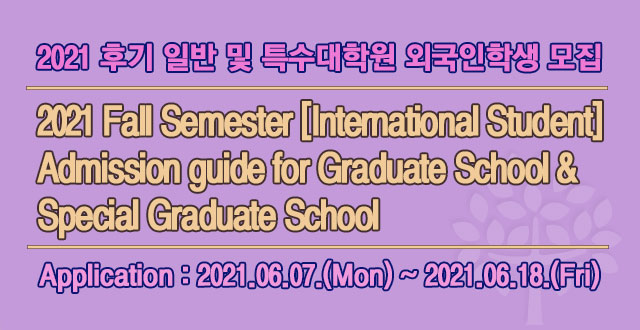 2021 후기 일반 및 특수대학원 외국인학생 모집
2021 Fall Semester [International Student]
Admission guide for Graduate School &
Special Graduate School
Application : 2021.06.07.(Mon) ~ 2021.06.18.(Fri)